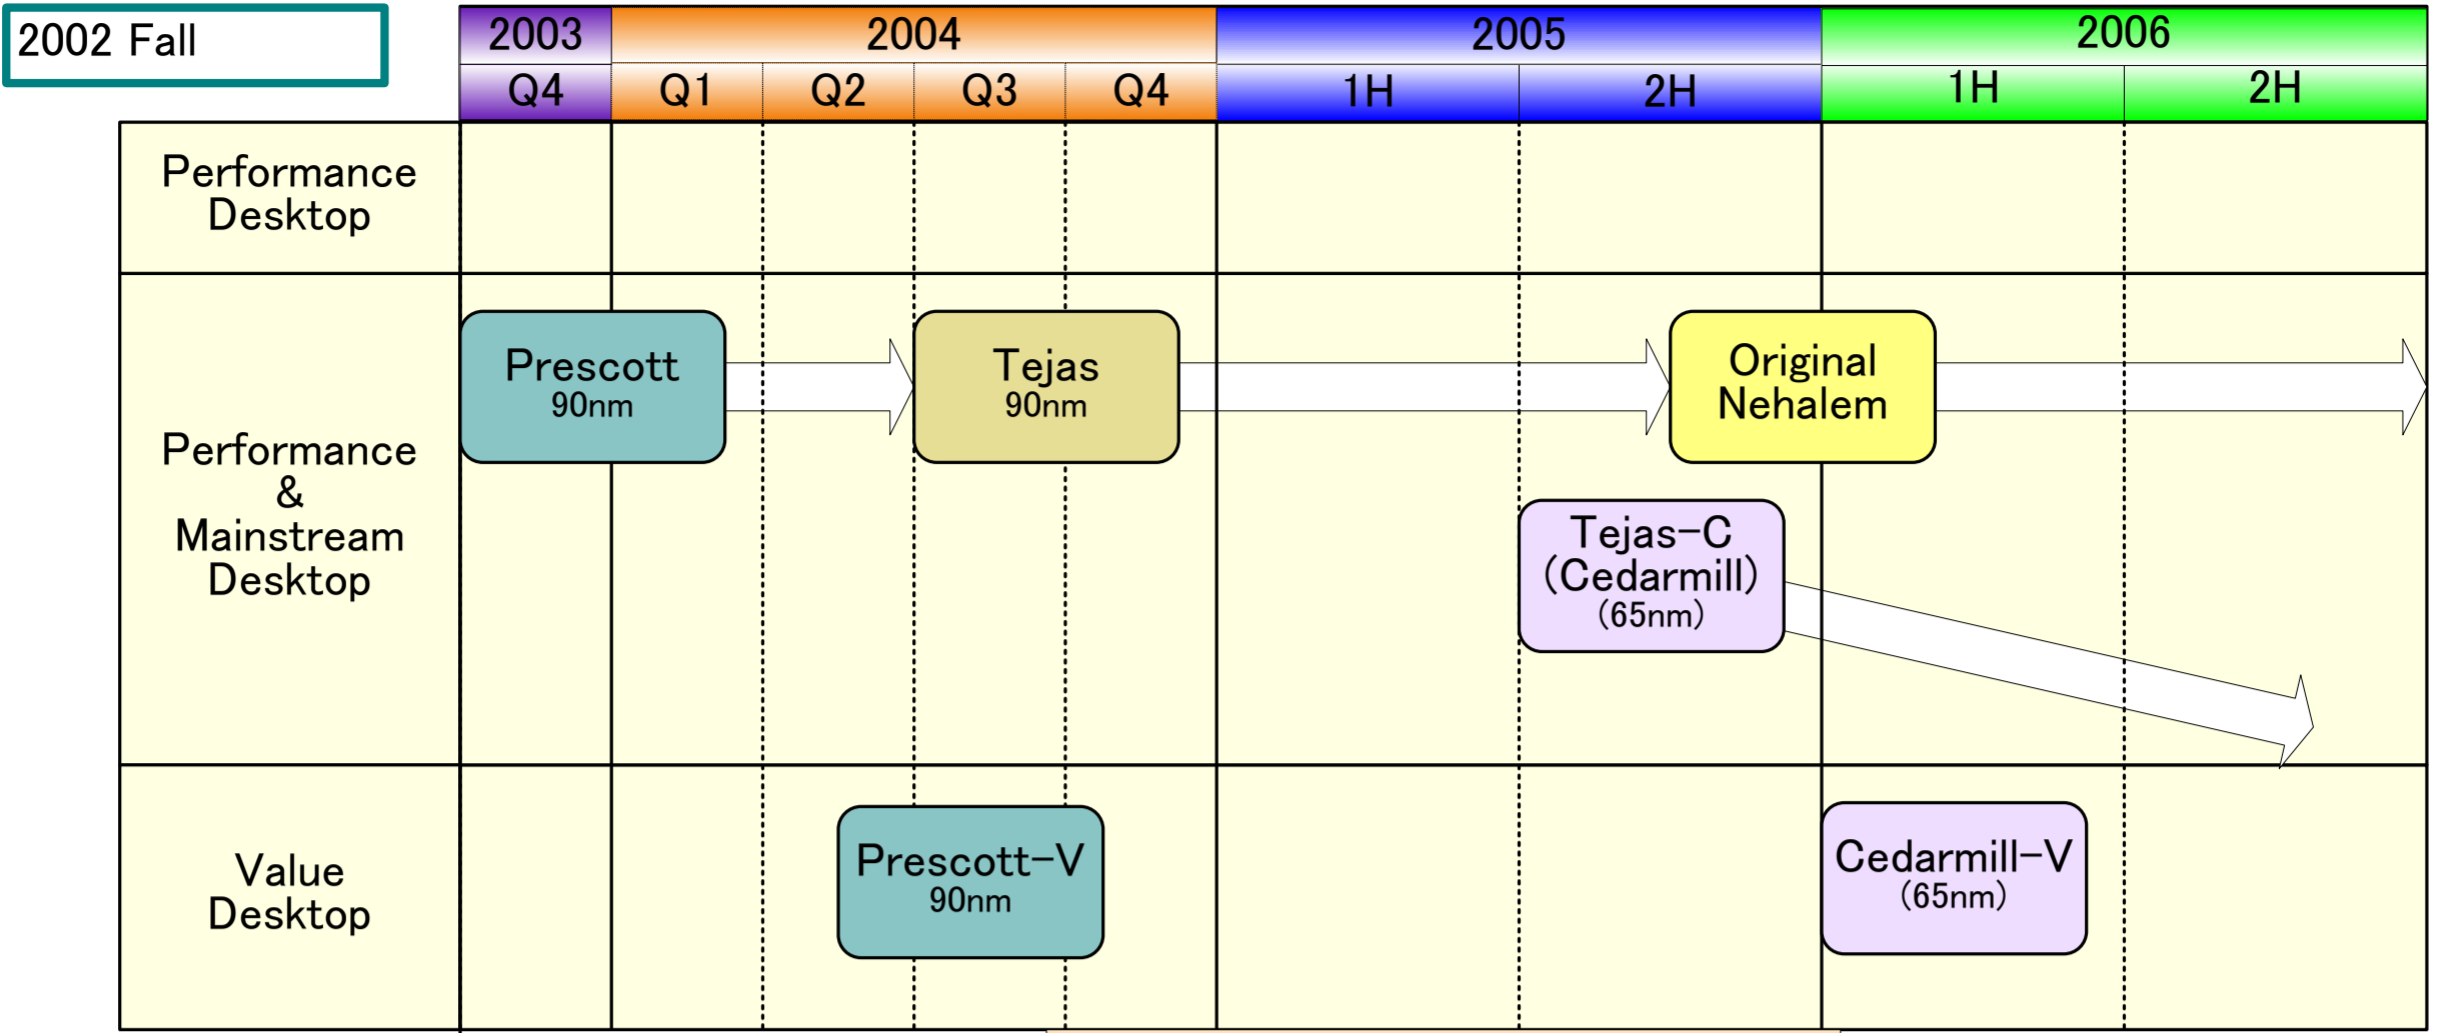 2002 Fall
2003
2004
2005
2006
Q4
Q1
Q2
Q3
Q4
1H
2H
1H
2H
Performance
Desktop
Performance
&
Mainstream
Desktop
Prescott
90nm
Tejas
90nm
Original
Nehalem
Tejas-C
(Cedarmill)
(65nm)
Value
Desktop
Prescott-V
90nm
Cedarmill-V
(65nm)